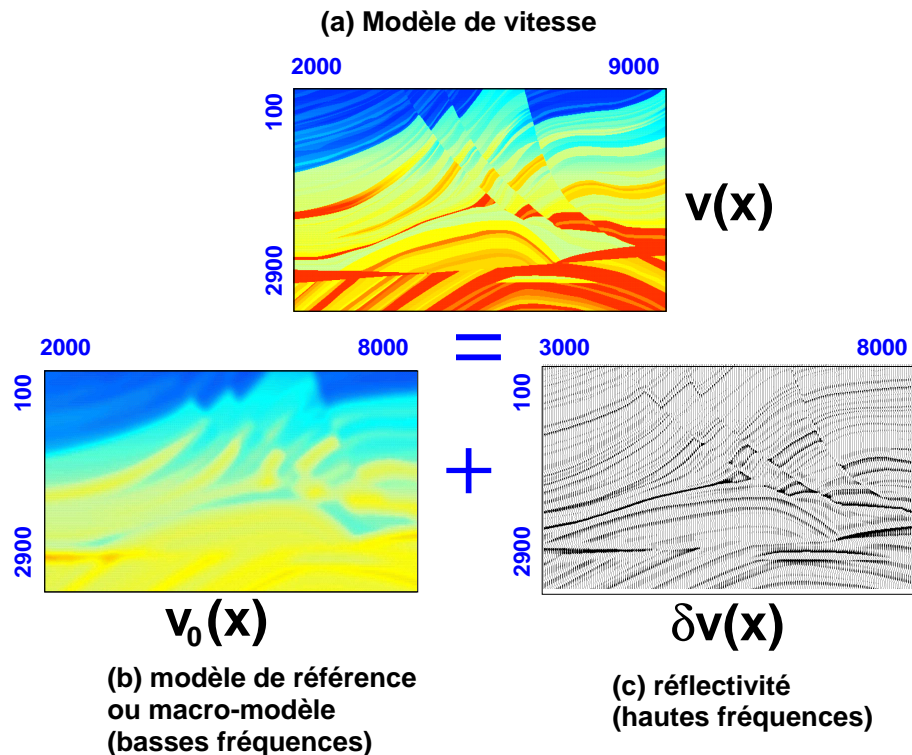 (a) Modèle de vitesse
2000 9000
100
2900
v(x)
=
2000 8000
100
2900
+
3000 8000
100
2900
v₀(x)
δv(x)
(b) modèle de référence
ou macro-modèle
(basses fréquences)
(c) réflectivité
(hautes fréquences)